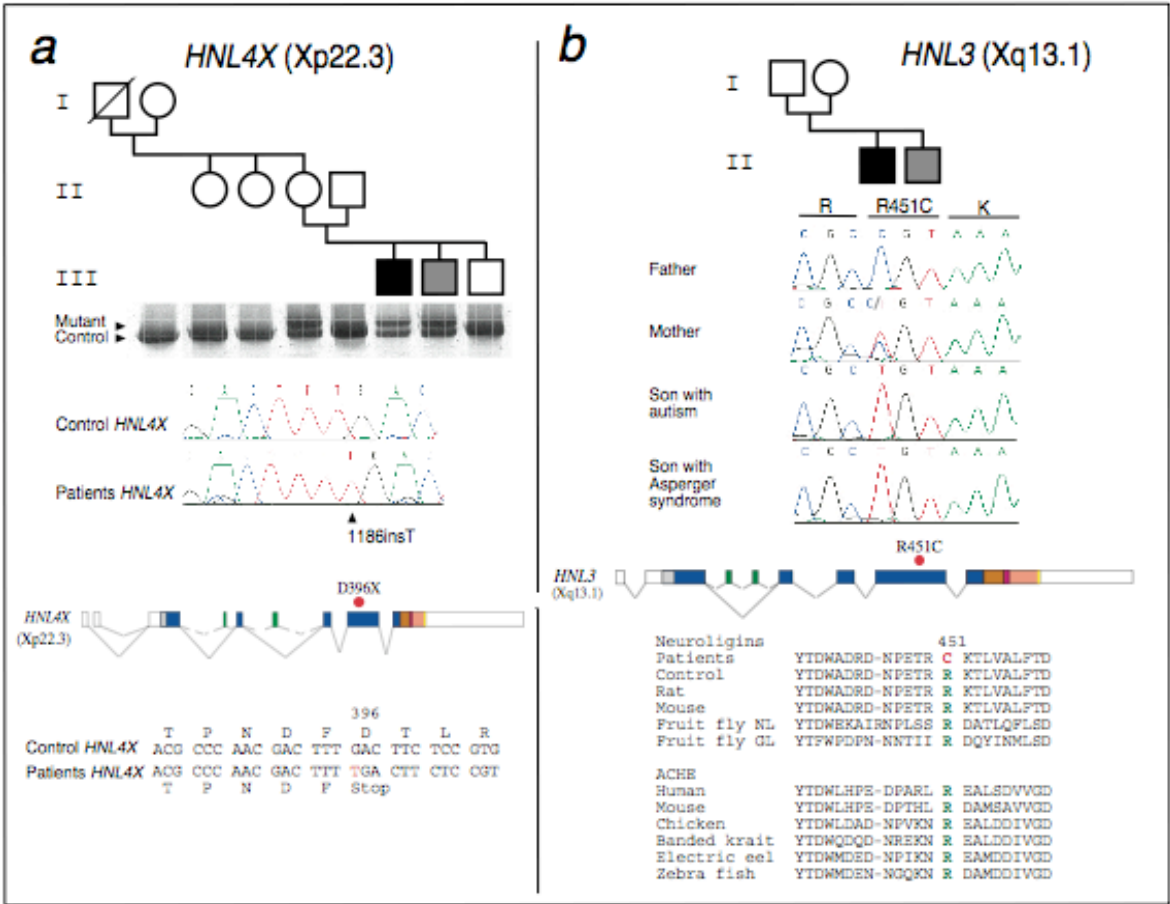 a
HNL4X (Xp22.3)
I
II
III
Mutant
Control
Control HNL4X
Patients HNL4X
1186insT
D396X
HNL4X
(Xp22.3)
396
T P N D F D T L R
Control HNL4X ACG CCC AAC GAC TTT GAC TTC TCC GTG
Patients HNL4X ACG CCC AAC GAC TTT TGA CTT CTC CGT
T P N D F Stop
b
HNL3 (Xq13.1)
I
II
R R451C K
C G C C G T A A A
Father
C G C C/ G T A A A
Mother
C G C T G T A A A
Son with
autism
G T A A A
Son with
Asperger
syndrome
R451C
HNL3
(Xq13.1)
Neuroligins 451
Patients YTDWADRD-NPETR C KTLVALFTD
Control YTDWADRD-NPETR R KTLVALFTD
Rat YTDWADRD-NPETR R KTLVALFTD
Mouse YTDWADRD-NPETR R KTLVALFTD
Fruit fly NL YTDWEKAIRNPLSS R DATLQFLSD
Fruit fly GL YTFWPDPN-NNTII R DQYINMLSD
ACHE
Human YTDWLHPE-DPARL R EALSDVVGD
Mouse YTDWLHPE-DPTHL R DAMSAVVGD
Chicken YTDWLDAD-NPVKN R EALDDIVGD
Banded krait YTDWQDQD-NREKN R EALDDIVGD
Electric eel YTDWMDED-NPIKN R EAMDDIVGD
Zebra fish YTDWMDEN-NGQKN R DAMDDIVGD